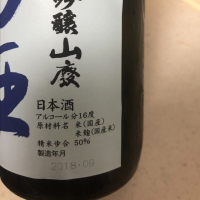 吟醸山廃
日本酒
アルコール分16度
原材料名 米(国産)
米麹(国産米)
精米歩合 50%
製造年月
2018-09